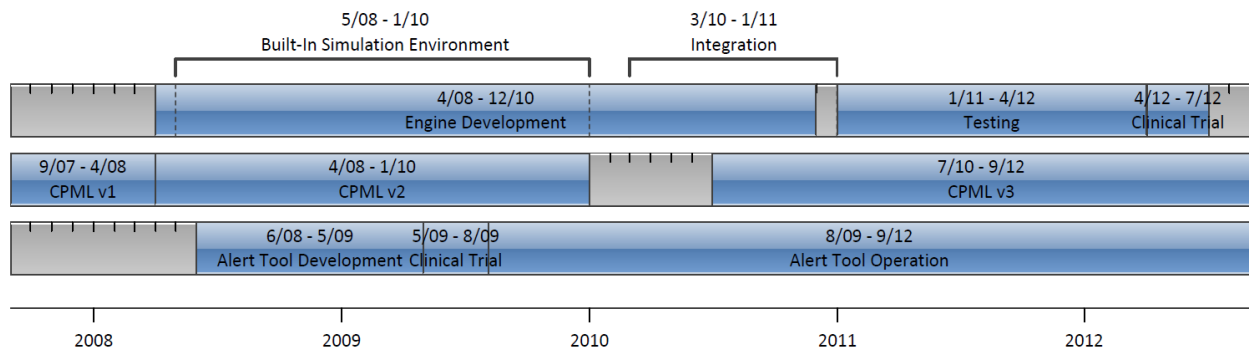 5/08 - 1/10
Built-In Simulation Environment
3/10 - 1/11
Integration
4/08 - 12/10
Engine Development
1/11 - 4/12
Testing
4/12 - 7/12
Clinical Trial
9/07 - 4/08
CPML v1
4/08 - 1/10
CPML v2
7/10 - 9/12
CPML v3
6/08 - 5/09
Alert Tool Development
5/09 - 8/09
Clinical Trial
8/09 - 9/12
Alert Tool Operation
2008
2009
2010
2011
2012